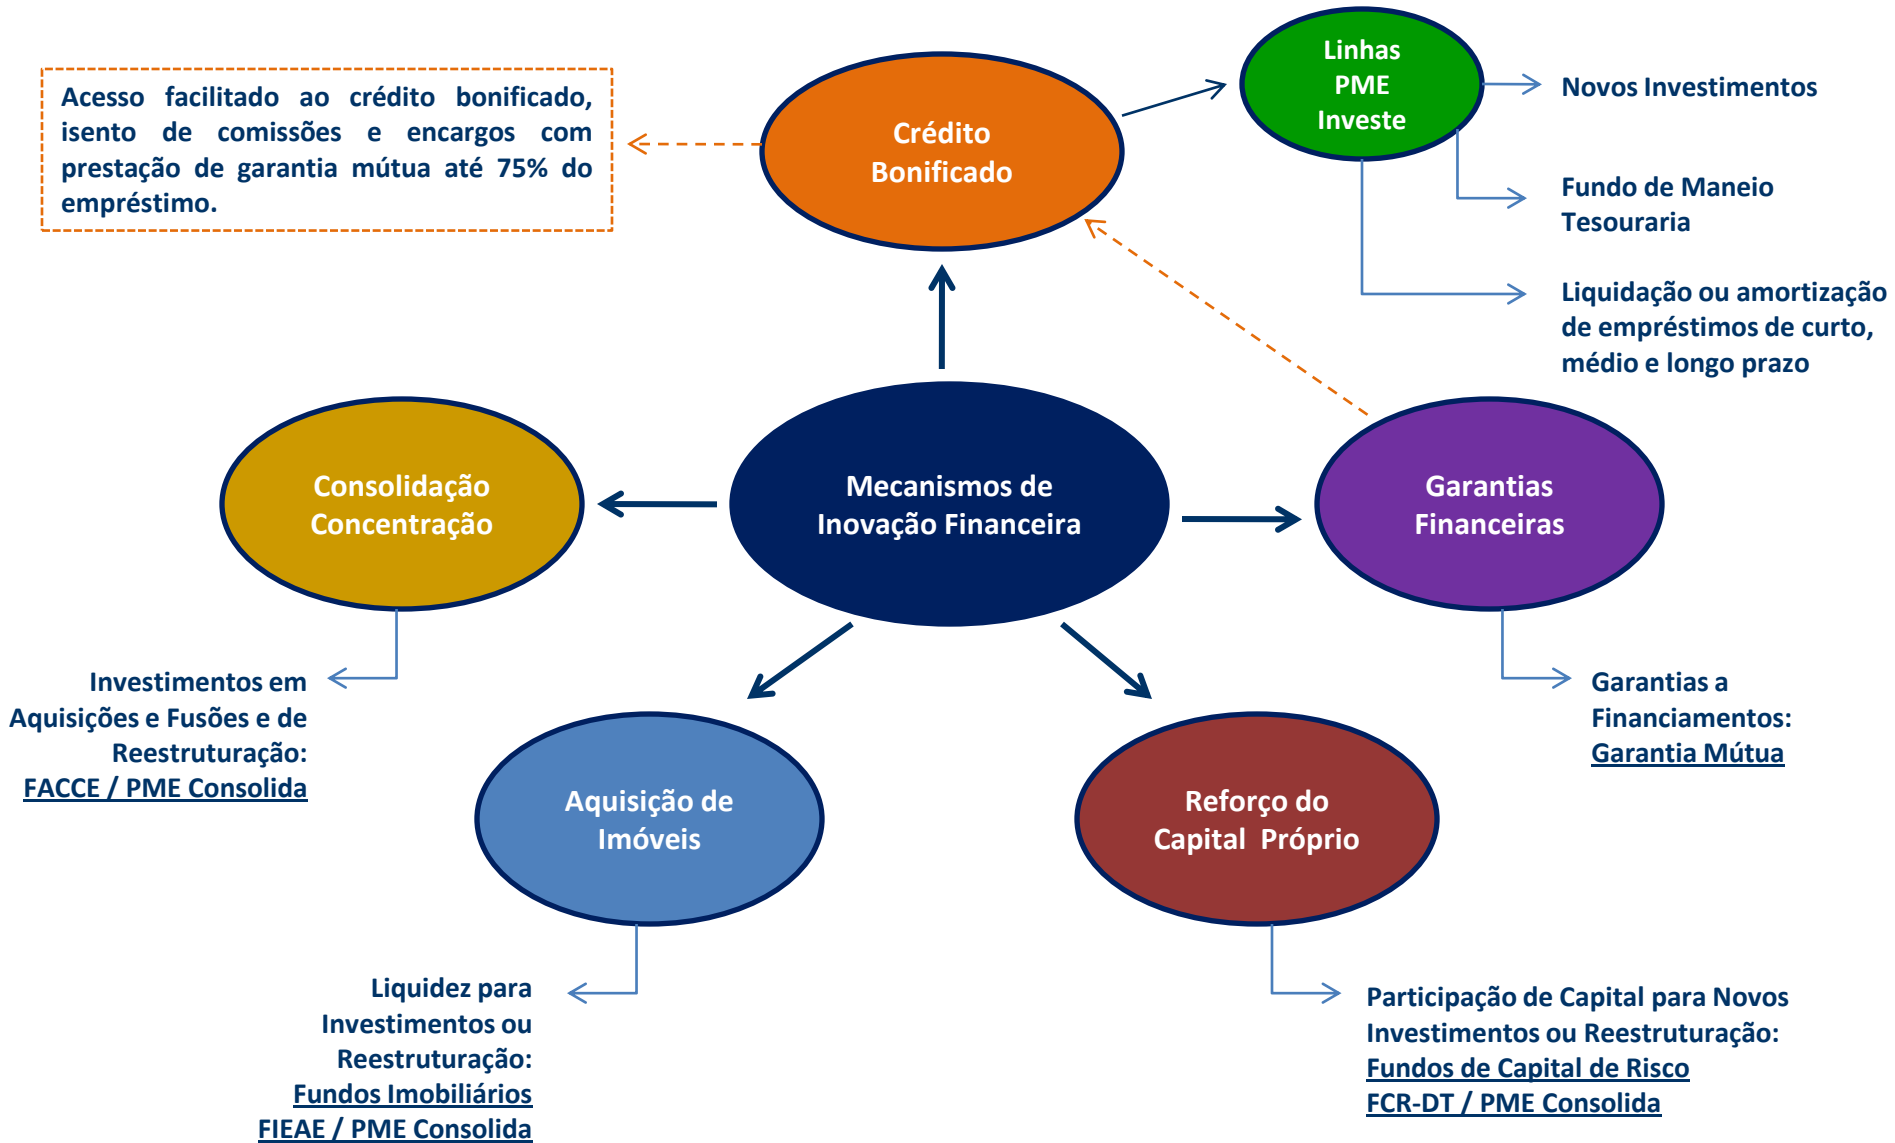 Linhas
PME
Investe
Acesso facilitado ao crédito bonificado,
isento de comissões e encargos com
prestação de garantia mútua até 75% do
empréstimo.
Crédito
Bonificado
Novos Investimentos
Fundo de Maneio
Tesouraria
Liquidação ou amortização
de empréstimos de curto,
médio e longo prazo
Consolidação
Concentração
Mecanismos de
Inovação Financeira
Garantias
Financeiras
Investimentos em
Aquisições e Fusões e de
Reestruturação:
FACCE / PME Consolida
Garantias a
Financiamentos:
Garantia Mútua
Aquisição de
Imóveis
Reforço do
Capital Próprio
Liquidez para
Investimentos ou
Reestruturação:
Fundos Imobiliários
FIEAE / PME Consolida
Participação de Capital para Novos
Investimentos ou Reestruturação:
Fundos de Capital de Risco
FCR-DT / PME Consolida